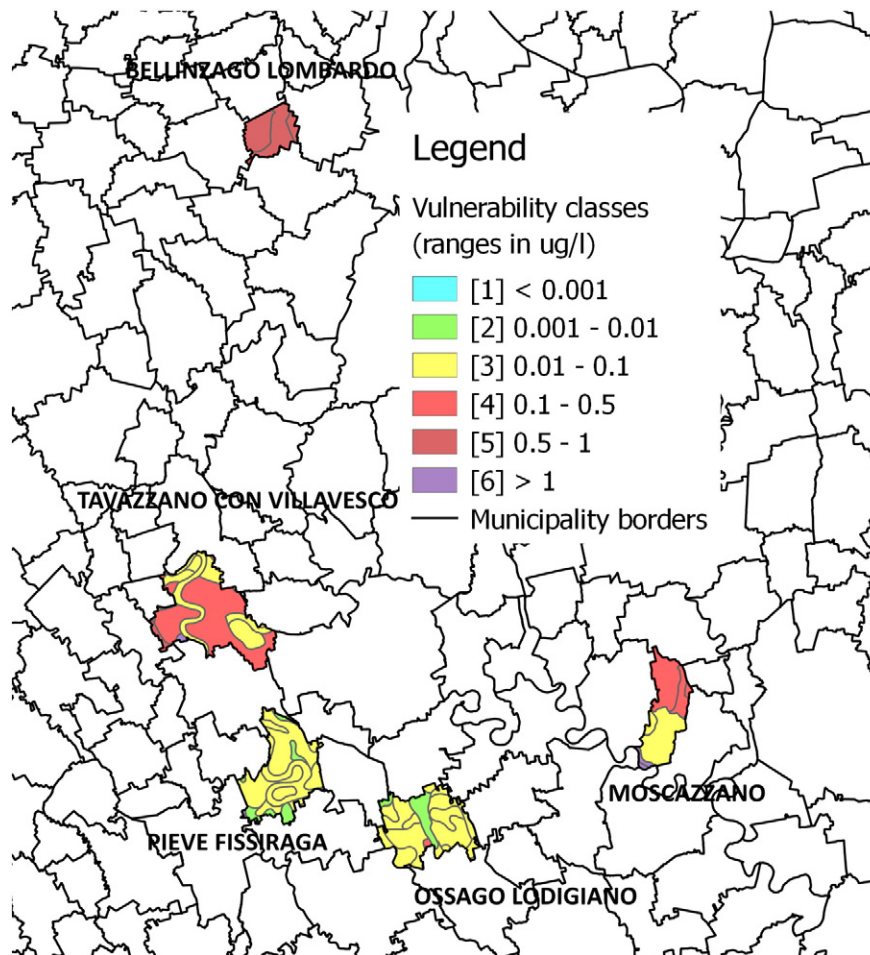 BELLINZAGO LOMBARDO
Legend
Vulnerability classes
(ranges in ug/l)
[1] < 0.001
[2] 0.001 - 0.01
[3] 0.01 - 0.1
[4] 0.1 - 0.5
[5] 0.5 - 1
[6] > 1
Municipality borders
TAVAZZANO CON VILLAVESCO
MOSCAZZANO
PIEVE FISSIRAGA
OSSAGO LODIGIANO